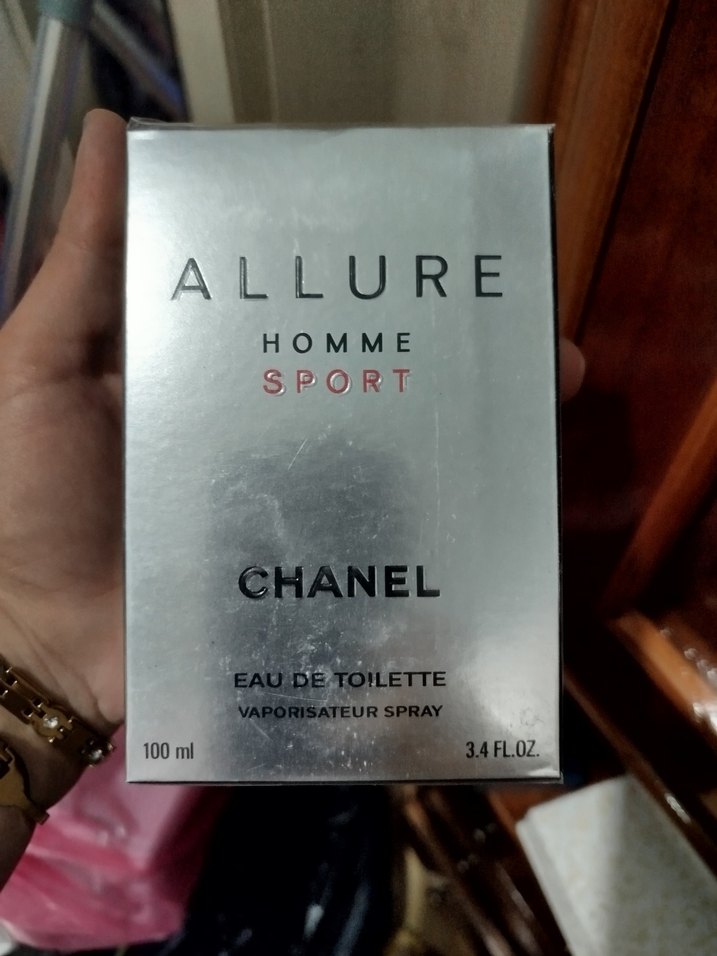 ALLURE
HOMME
SPORT
CHANEL
EAU DE TOILETTE
VAPORISATEUR SPRAY
100 ml 3.4 FL.OZ.